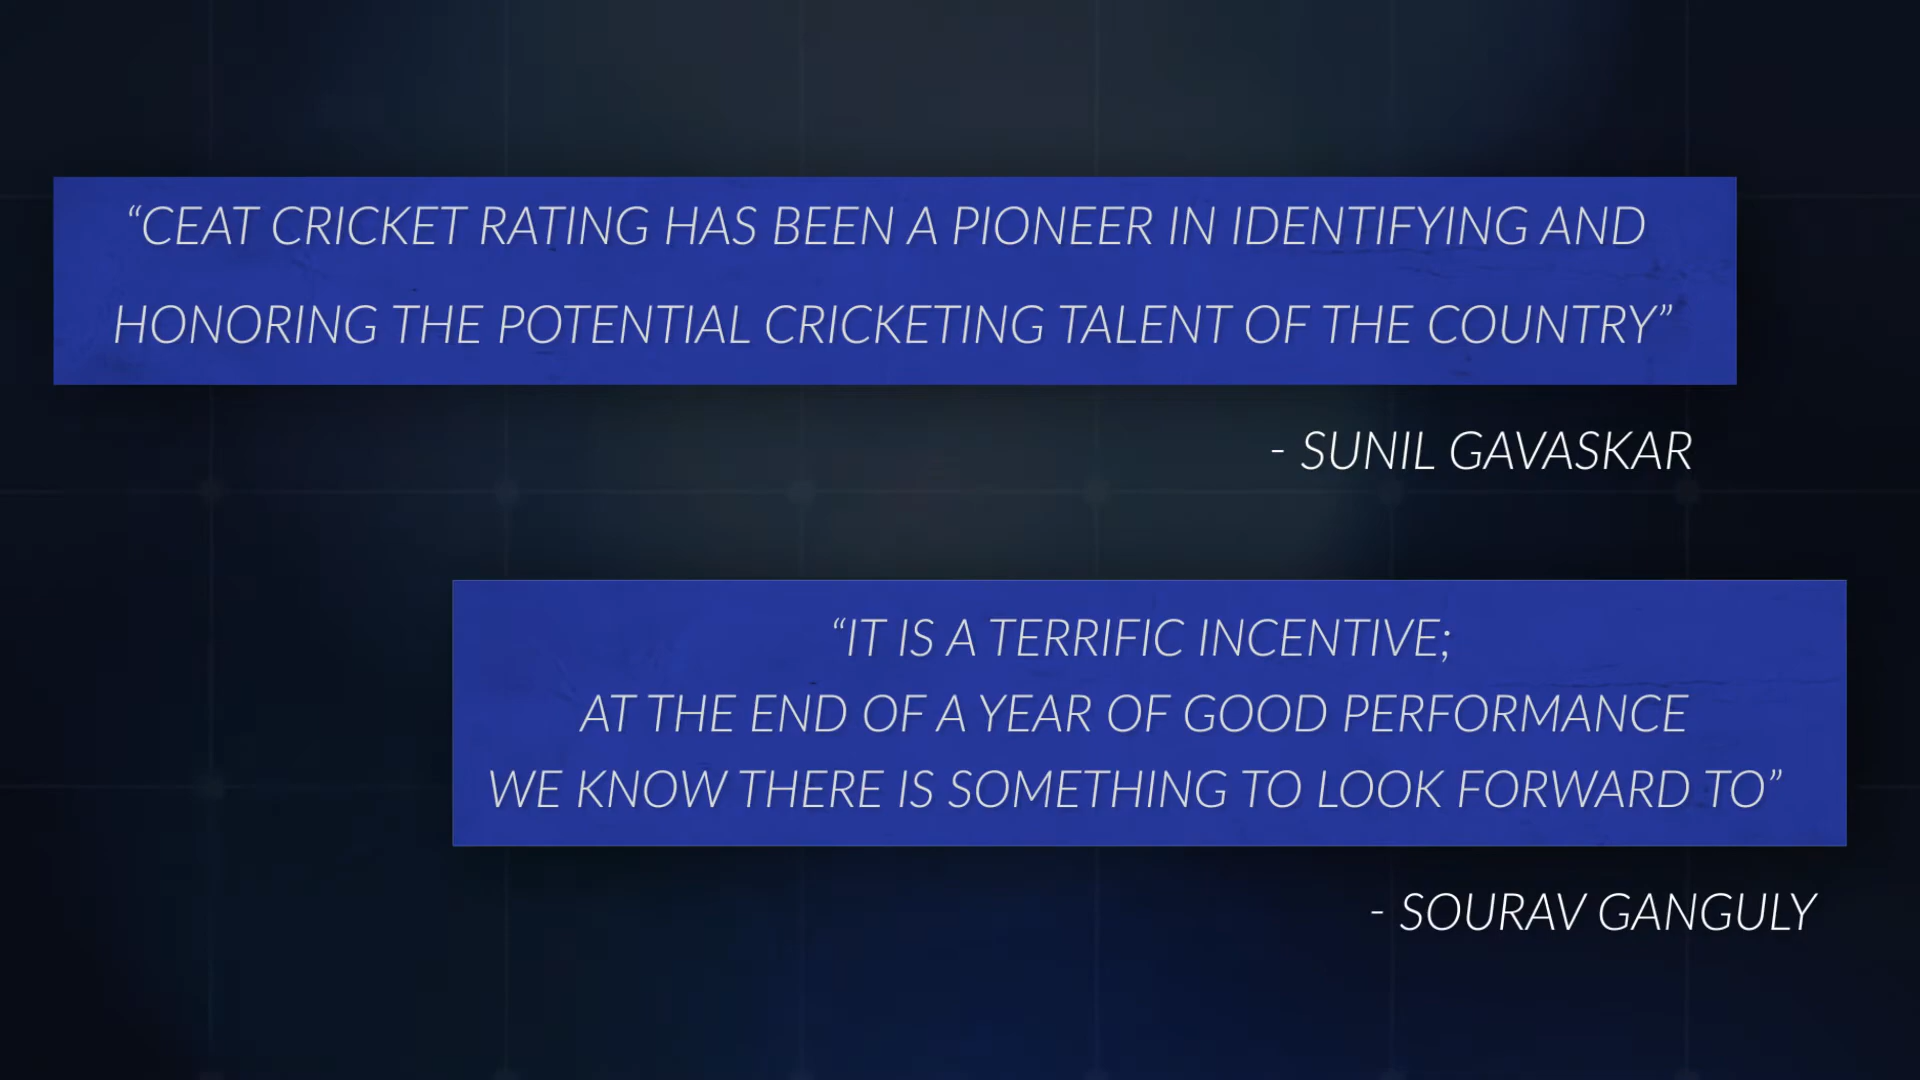 “CEAT CRICKET RATING HAS BEEN A PIONEER IN IDENTIFYING AND
HONORING THE POTENTIAL CRICKETING TALENT OF THE COUNTRY”
- SUNIL GAVASKAR
“IT IS A TERRIFIC INCENTIVE;
AT THE END OF A YEAR OF GOOD PERFORMANCE
WE KNOW THERE IS SOMETHING TO LOOK FORWARD TO”
- SOURAV GANGULY